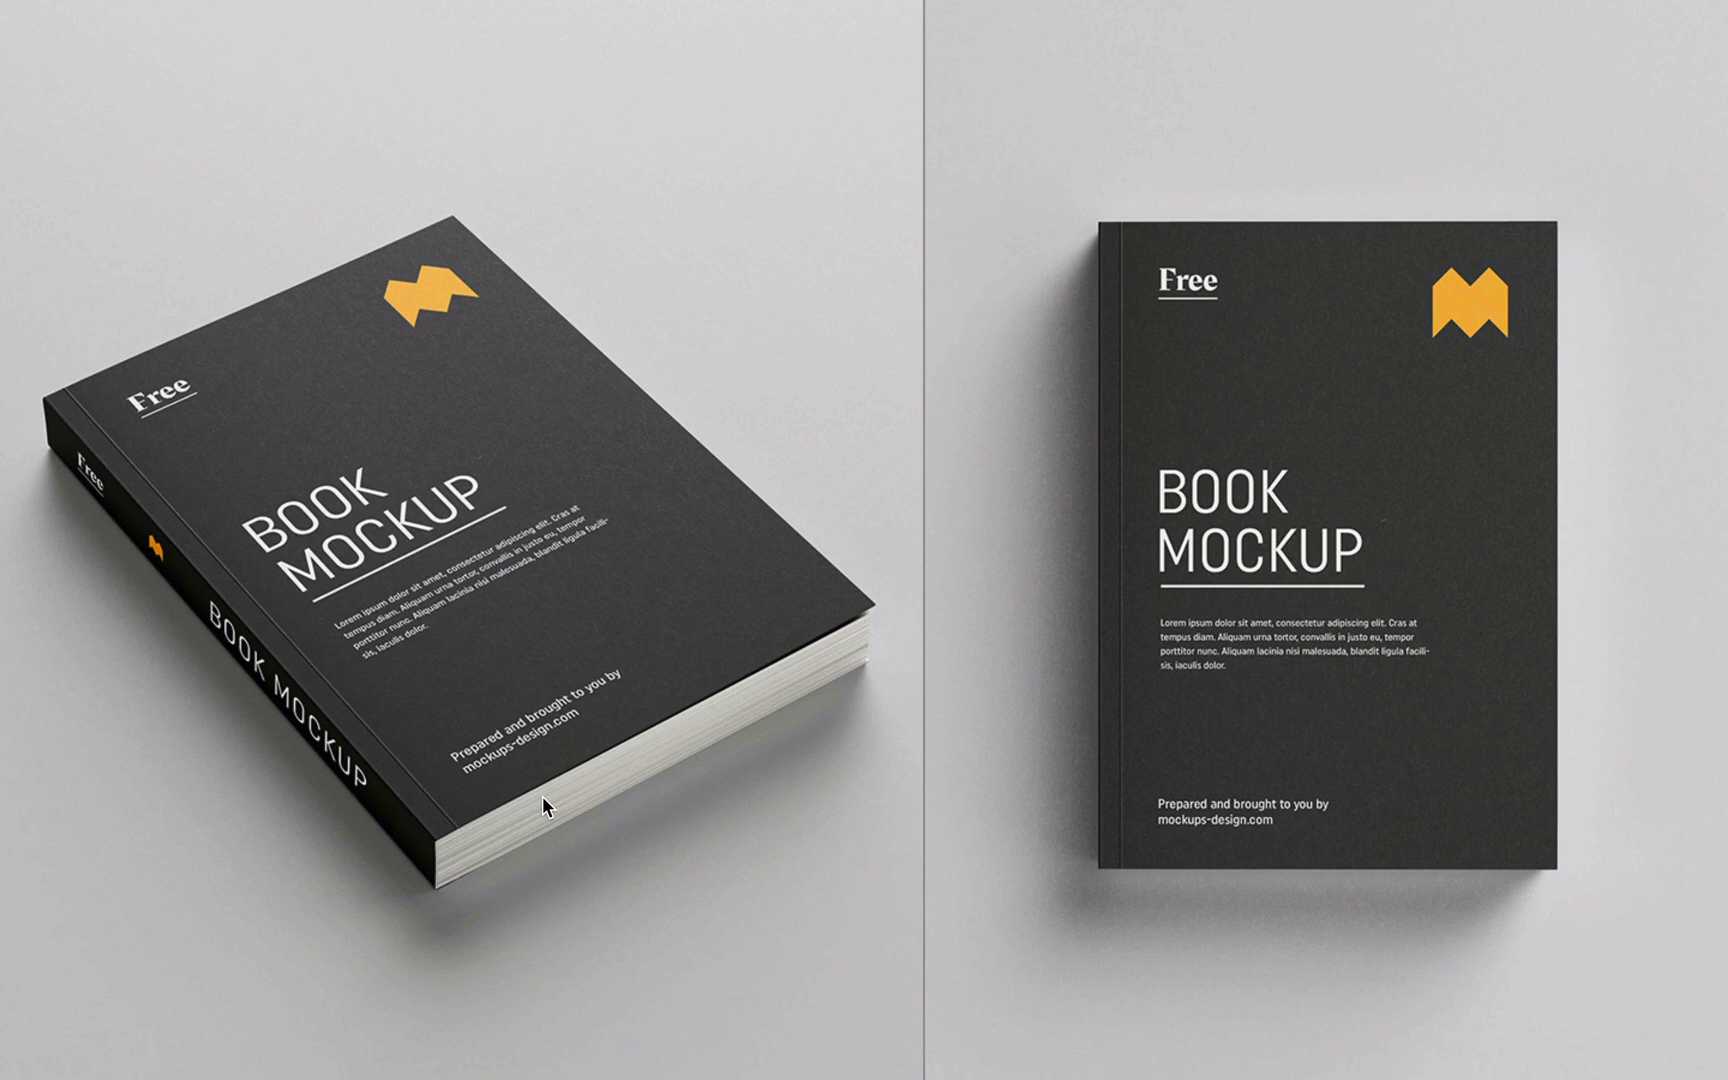 Free
BOOK
MOCKUP
Lorem ipsum dolor sit amet, consectetur adipiscing elit. Cras at
tempus diam. Aliquam urna tortor, convallis in justo eu, tempor
porttitor nunc. Aliquam lacinia nisi malesuada, blandit ligula facili-
sis, iaculis dolor.
Prepared and brought to you by
mockups-design.com
Free
BOOK MOCKUP
Free
BOOK
MOCKUP
Lorem ipsum dolor sit amet, consectetur adipiscing elit. Cras at
tempus diam. Aliquam urna tortor, convallis in justo eu, tempor
porttitor nunc. Aliquam lacinia nisi malesuada, blandit ligula facili-
sis, iaculis dolor.
Prepared and brought to you by
mockups-design.com